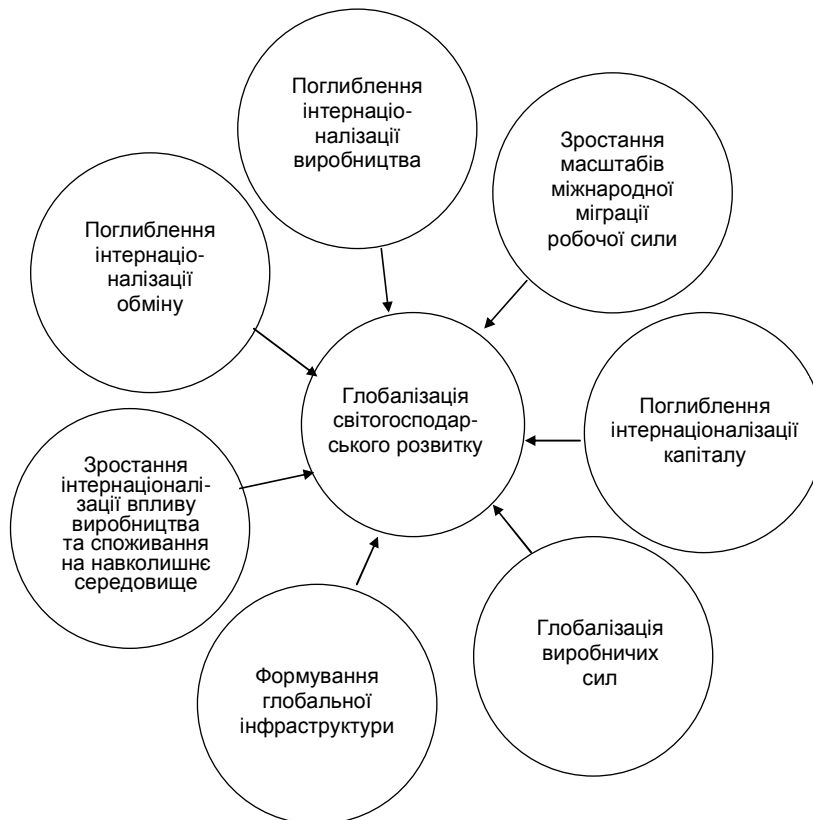 Поглиблення
інтернаціо-
налізації
виробництва
Зростання
масштабів
міжнародної
міграції
робочої сили
Поглиблення
інтернаціо-
налізації
обміну
Глобалізація
світогосподар-
ського розвитку
Поглиблення
інтернаціоналізації
капіталу
Зростання
інтернаціоналі-
зації впливу
виробництва
та споживання
на навколишнє
середовище
Глобалізація
виробничих
сил
Формування
глобальної
інфраструктури